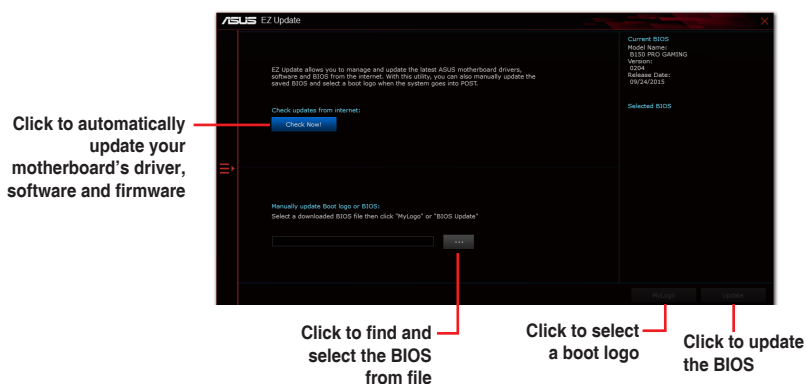 ASUS EZ Update
Current BIOS
Model Name:
B150 PRO GAMING
Version:
0204
Release Date:
09/24/2015
Selected BIOS
EZ Update allows you to manage and update the latest ASUS motherboard drivers,
software and BIOS from the internet. With this utility, you can also manually update the
saved BIOS and select a boot logo when the system goes into POST.
Check updates from internet:
Check Now!
Click to automatically
update your
motherboard’s driver,
software and firmware
Manually update Boot logo or BIOS:
Select a downloaded BIOS file then click "MyLogo" or "BIOS Update"
...
MyLogo
Update
Click to find and
select the BIOS
from file
Click to select
a boot logo
Click to update
the BIOS